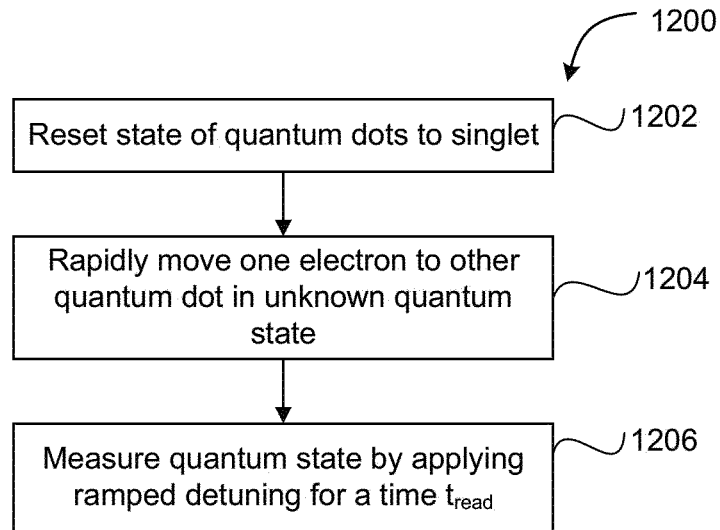 1200
Reset state of quantum dots to singlet
1202
Rapidly move one electron to other
quantum dot in unknown quantum
state
1204
Measure quantum state by applying
ramped detuning for a time tread
1206